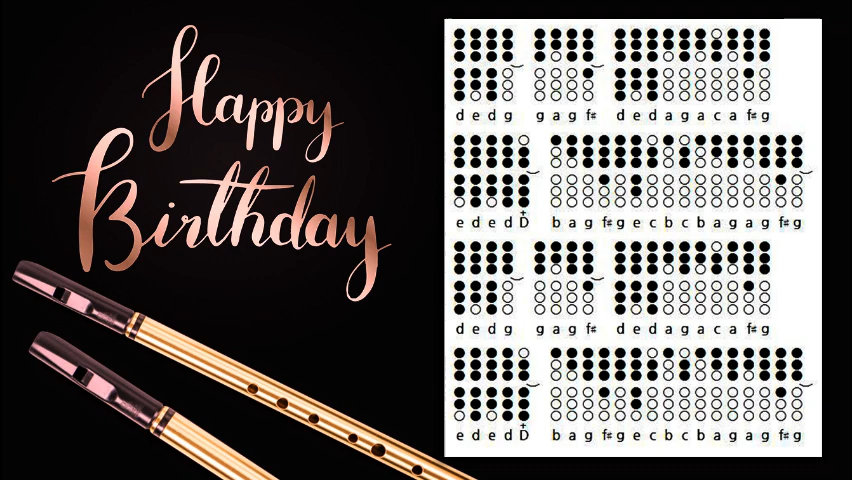 Happy
Birthday
d e d g g a g f# d e d a g a c a f# g
e d e d D b a g f# g e c b c b a g a g f# g
+
d e d g g a g f# d e d a g a c a f# g
e d e d D b a g f# g e c b c b a g a g f# g
+